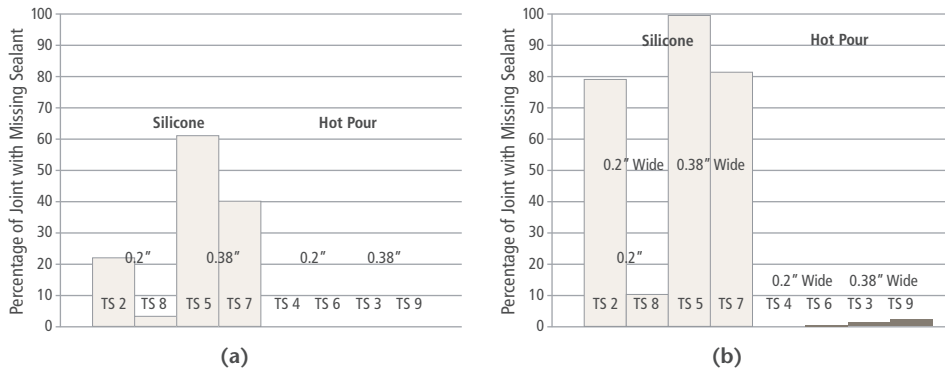 Percentage of Joint with Missing Sealant
100
90
80
70
60
50
40
30
20
10
0
Silicone
Hot Pour
0.2″
0.38″
0.2″
0.38″
TS 2
TS 8
TS 5
TS 7
TS 4
TS 6
TS 3
TS 9
(a)
Percentage of Joint with Missing Sealant
100
90
80
70
60
50
40
30
20
10
0
Silicone
Hot Pour
0.2″ Wide
0.38″ Wide
0.2″
0.2″ Wide
0.38″ Wide
TS 2
TS 8
TS 5
TS 7
TS 4
TS 6
TS 3
TS 9
(b)